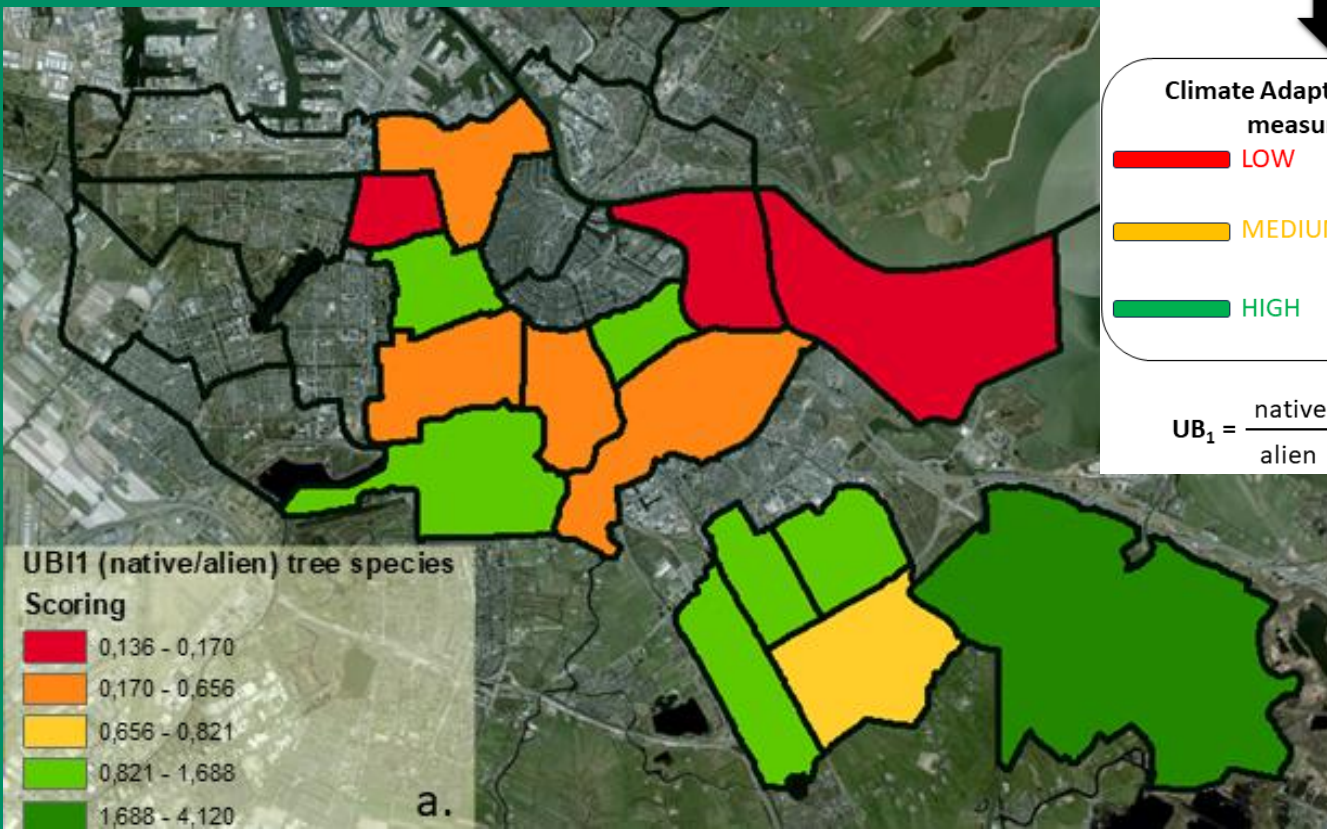 Climate Adapt
measu
LOW
MEDIUM
HIGH
UB1 = native
alien
UBI1 (native/alien) tree species
Scoring
0,136 - 0,170
0,170 - 0,656
0,656 - 0,821
0,821 - 1,688
1,688 - 4,120
a.